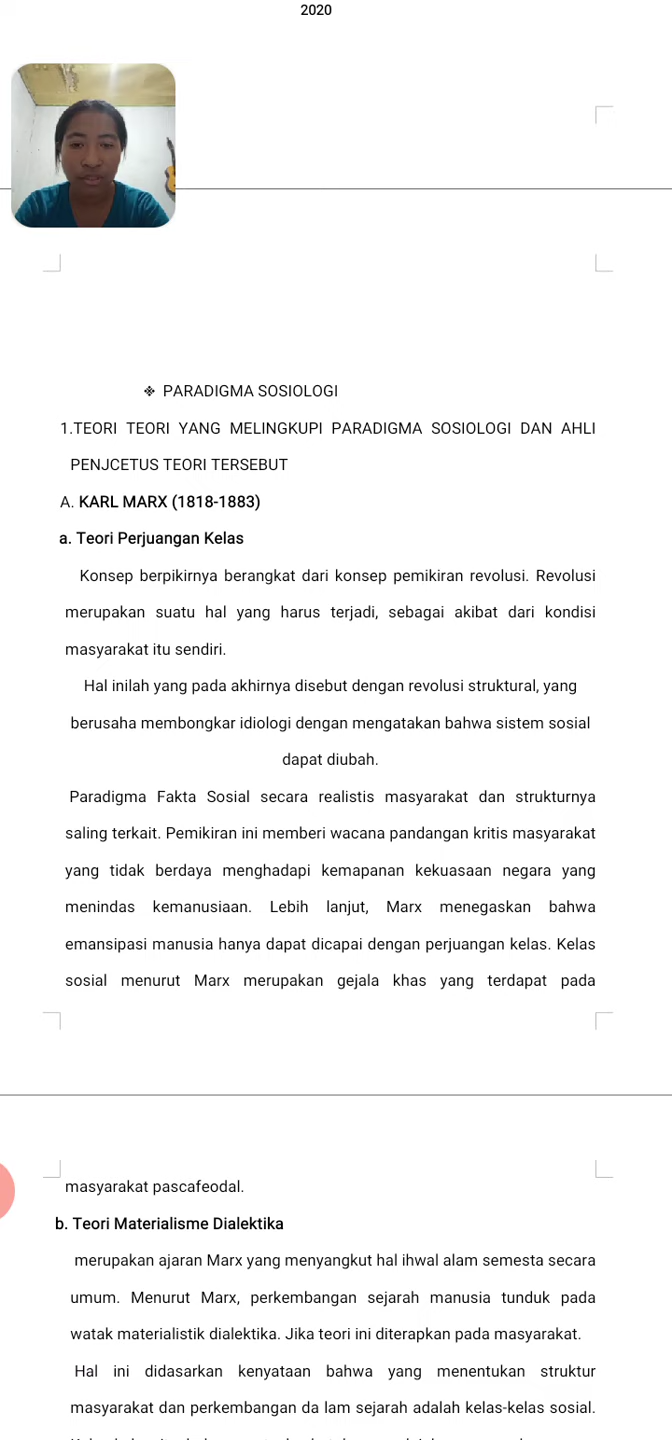 2020
❖ PARADIGMA SOSIOLOGI
1.TEORI TEORI YANG MELINGKUPI PARADIGMA SOSIOLOGI DAN AHLI
PENJCETUS TEORI TERSEBUT
A. KARL MARX (1818-1883)
a. Teori Perjuangan Kelas
Konsep berpikirnya berangkat dari konsep pemikiran revolusi. Revolusi
merupakan suatu hal yang harus terjadi, sebagai akibat dari kondisi
masyarakat itu sendiri.
Hal inilah yang pada akhirnya disebut dengan revolusi struktural, yang
berusaha membongkar idiologi dengan mengatakan bahwa sistem sosial
dapat diubah.
Paradigma Fakta Sosial secara realistis masyarakat dan strukturnya
saling terkait. Pemikiran ini memberi wacana pandangan kritis masyarakat
yang tidak berdaya menghadapi kemapanan kekuasaan negara yang
menindas kemanusiaan. Lebih lanjut, Marx menegaskan bahwa
emansipasi manusia hanya dapat dicapai dengan perjuangan kelas. Kelas
sosial menurut Marx merupakan gejala khas yang terdapat pada
masyarakat pascafeodal.
b. Teori Materialisme Dialektika
merupakan ajaran Marx yang menyangkut hal ihwal alam semesta secara
umum. Menurut Marx, perkembangan sejarah manusia tunduk pada
watak materialistik dialektika. Jika teori ini diterapkan pada masyarakat.
Hal ini didasarkan kenyataan bahwa yang menentukan struktur
masyarakat dan perkembangan da lam sejarah adalah kelas-kelas sosial.